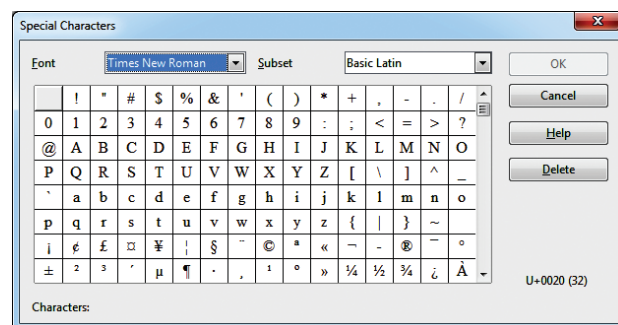 Special Characters
Font Times New Roman Subset Basic Latin OK
! " # $ % & ' ( ) * + , - . / Cancel
0 1 2 3 4 5 6 7 8 9 : ; < = > ? Help
@ A B C D E F G H I J K L M N O
P Q R S T U V W X Y Z [ \ ] ^ _ Delete
` a b c d e f g h i j k l m n o
p q r s t u v w x y z { | } ~
¡ ¢ £ ¤ ¥ ¦ § ¨ © ª « ¬ - ® ¯ °
± ² ³ ´ µ ¶ · ¸ ¹ º » ¼ ½ ¾ ¿ À
U+0020 (32)
Characters: